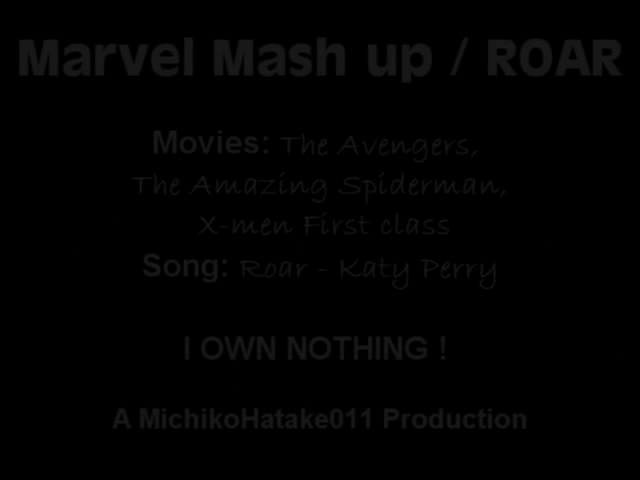 Marvel Mash up / ROAR
Movies: The Avengers,
The Amazing Spiderman,
X-men First class
Song: Roar - Katy Perry
I OWN NOTHING !
A MichikoHatake011 Production